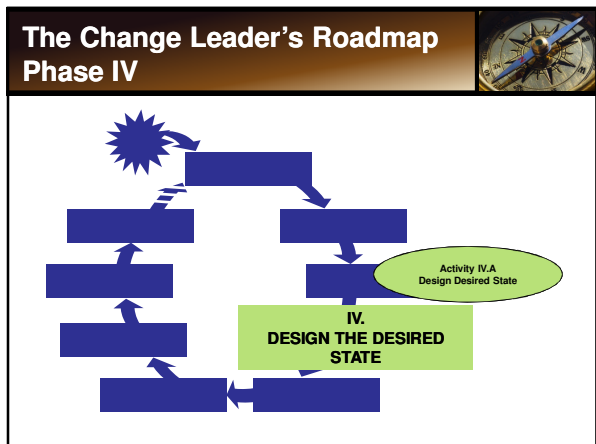 The Change Leader's Roadmap
Phase IV
Activity IV.A
Design Desired State
IV.
DESIGN THE DESIRED
STATE